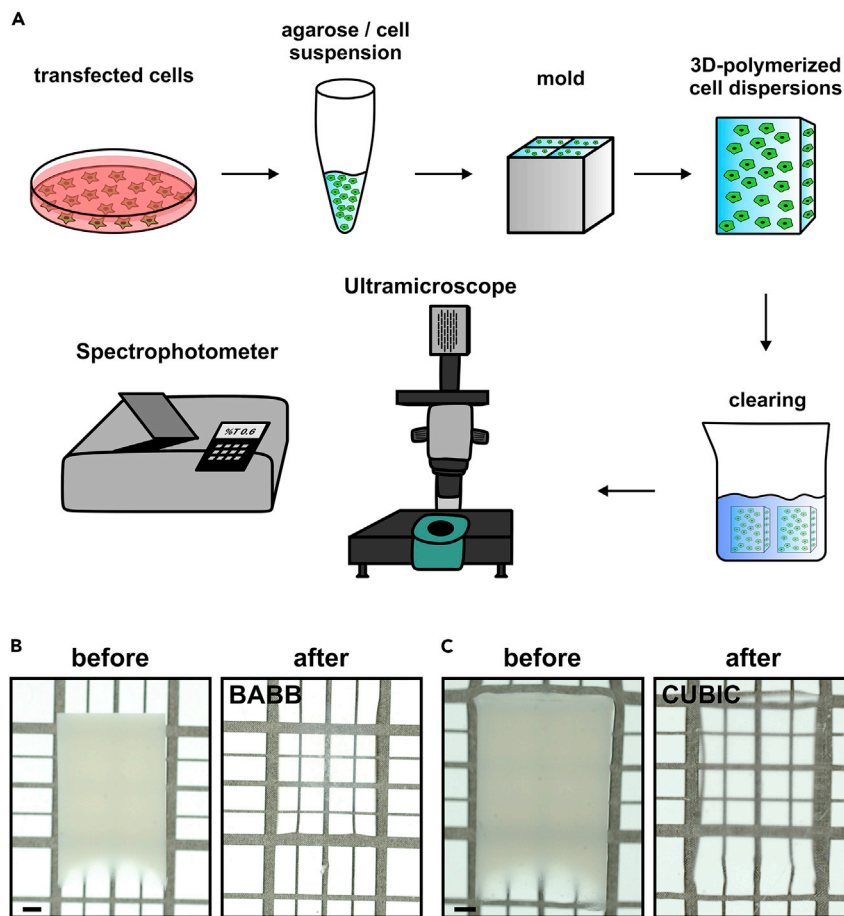 A
transfected cells
agarose / cell
suspension
mold
3D-polymerized
cell dispersions
Spectrophotometer
%T 0.6
Ultramicroscope
clearing
B
before
after
BABB
C
before
after
CUBIC